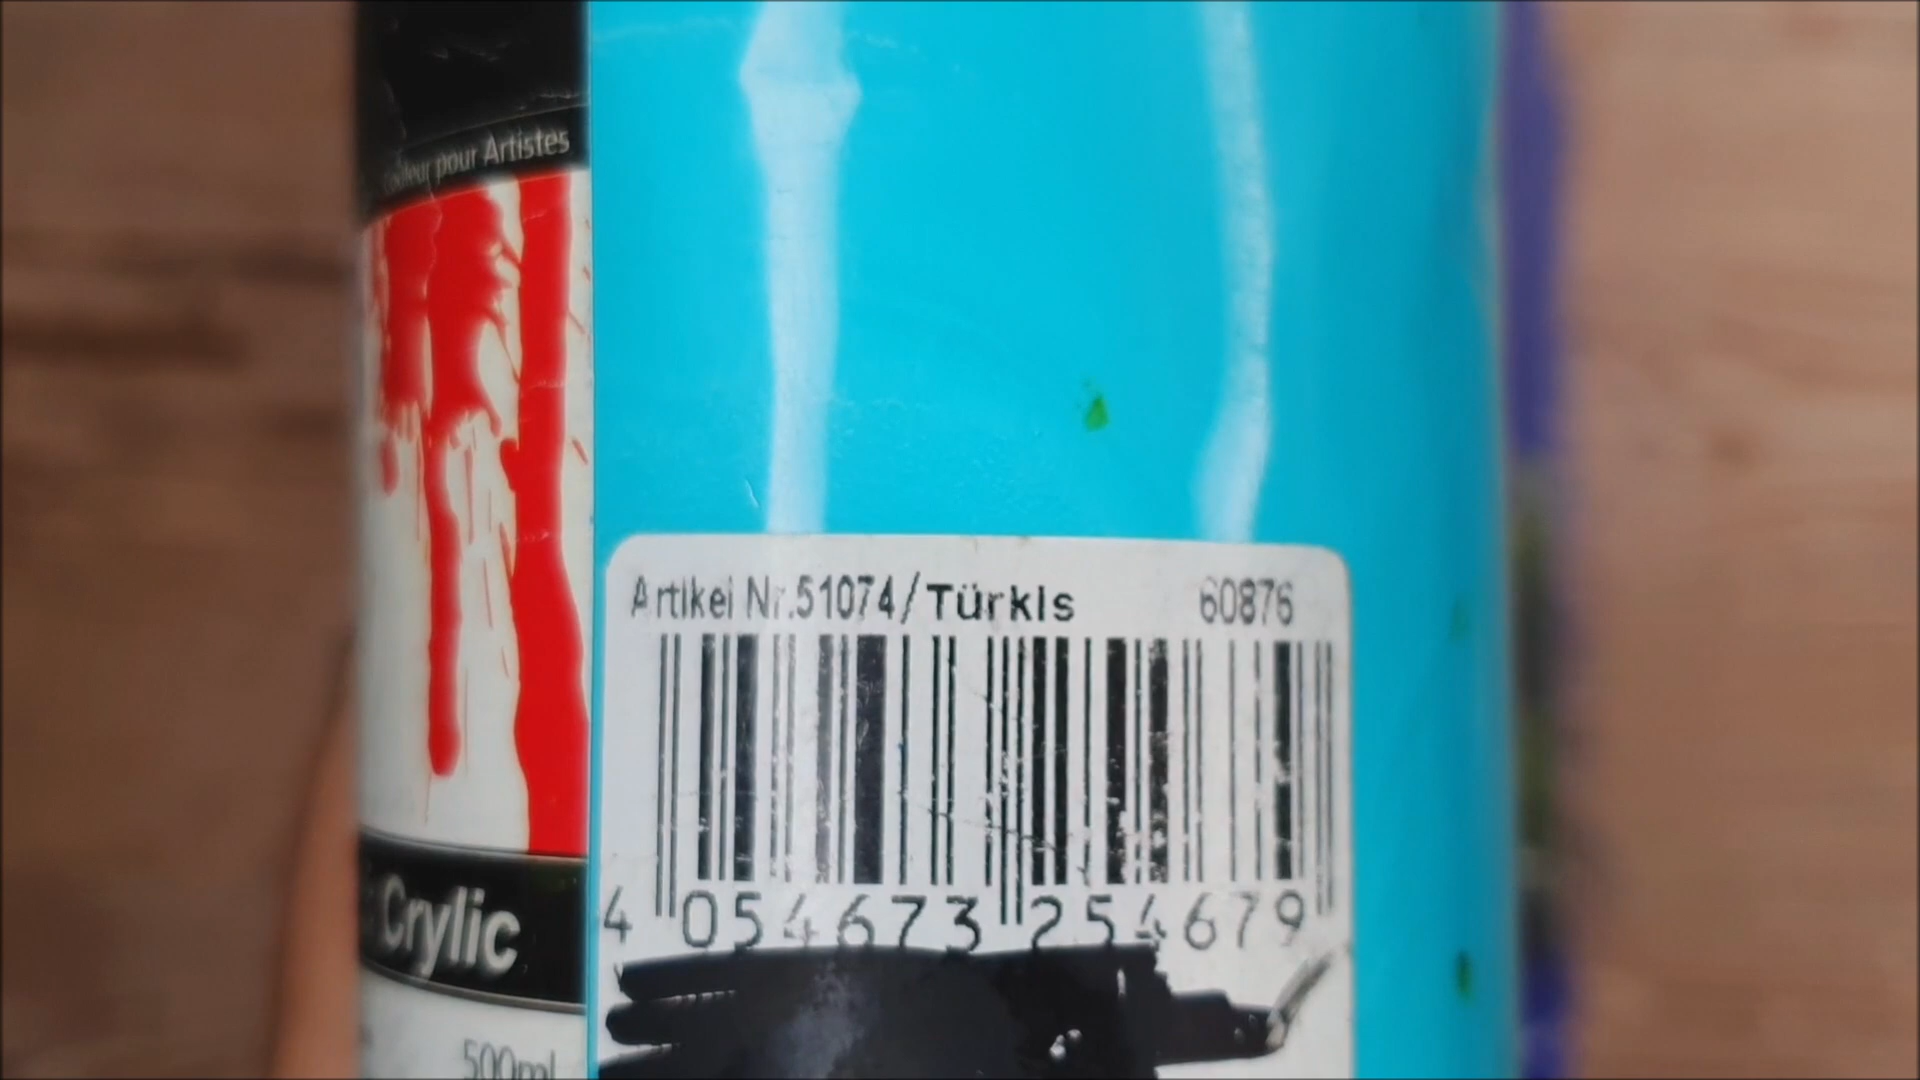 Couleur pour Artistes
Crylic
500ml
Artikel Nr.51074/Türkis 60876
4 054673 254679